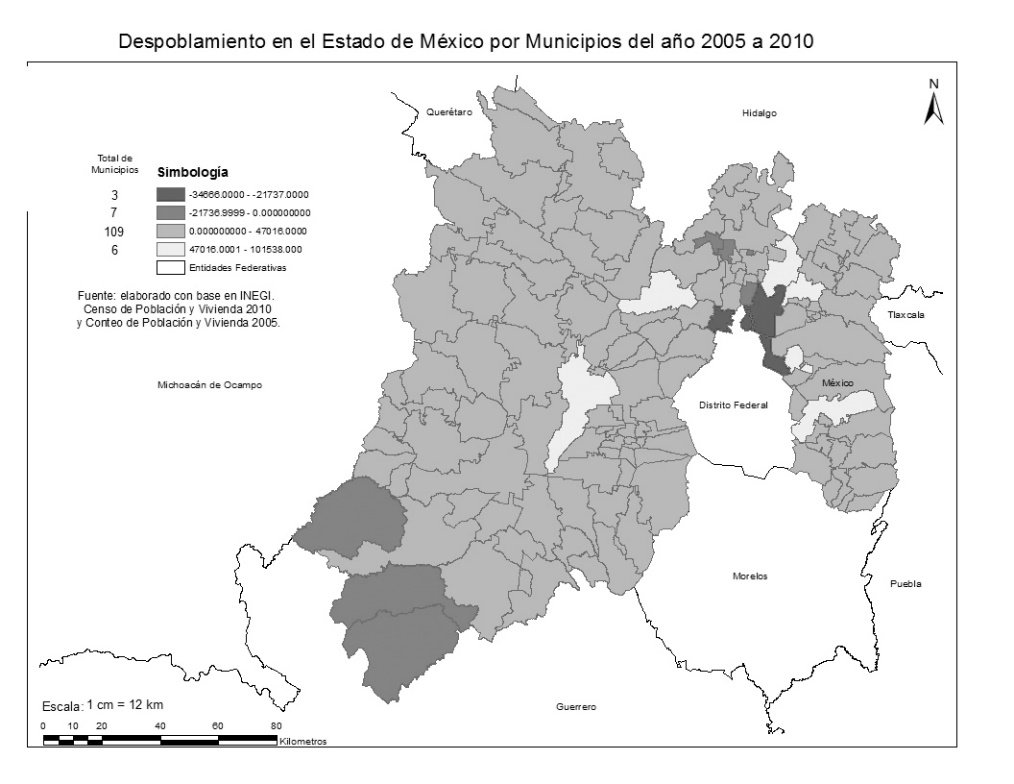 Despoblamiento en el Estado de México por Municipios del año 2005 a 2010
N
Querétaro
Hidalgo
Total de
Municipios
Simbología
3 -34666.0000 - -21737.0000
7 -21736.9999 - 0.000000000
109 0.000000000 - 47016.0000
6 47016.0001 - 101538.000
Entidades Federativas
Fuente: elaborado con base en INEGI.
Censo de Población y Vivienda 2010
y Conteo de Población y Vivienda 2005.
Tlaxcala
Michoacán de Ocampo
México
Distrito Federal
Morelos
Puebla
Guerrero
Escala: 1 cm = 12 km
0 10 20 40 60 80
Kilometros